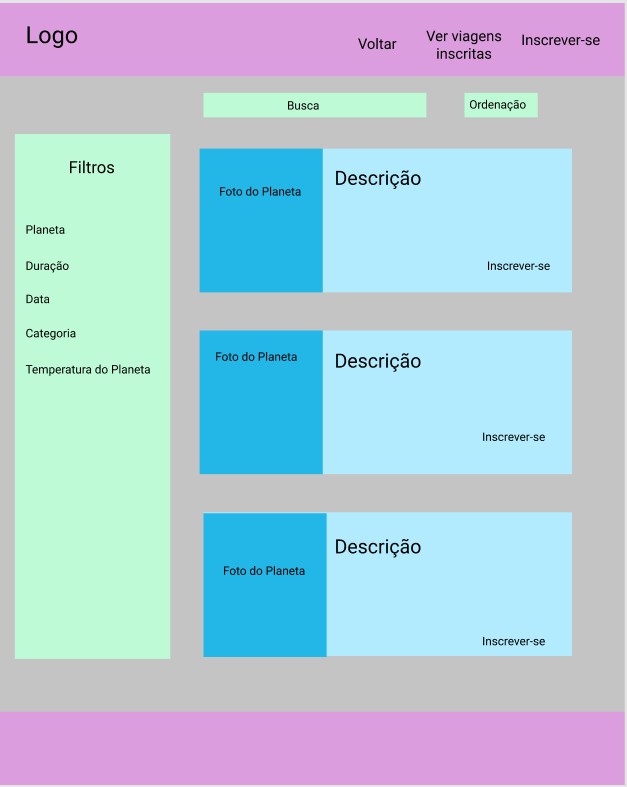 Logo
Voltar
Ver viagens
inscritas
Inscrever-se
Busca
Ordenação
Filtros
Planeta
Duração
Data
Categoria
Temperatura do Planeta
Foto do Planeta
Descrição
Inscrever-se
Foto do Planeta
Descrição
Inscrever-se
Foto do Planeta
Descrição
Inscrever-se